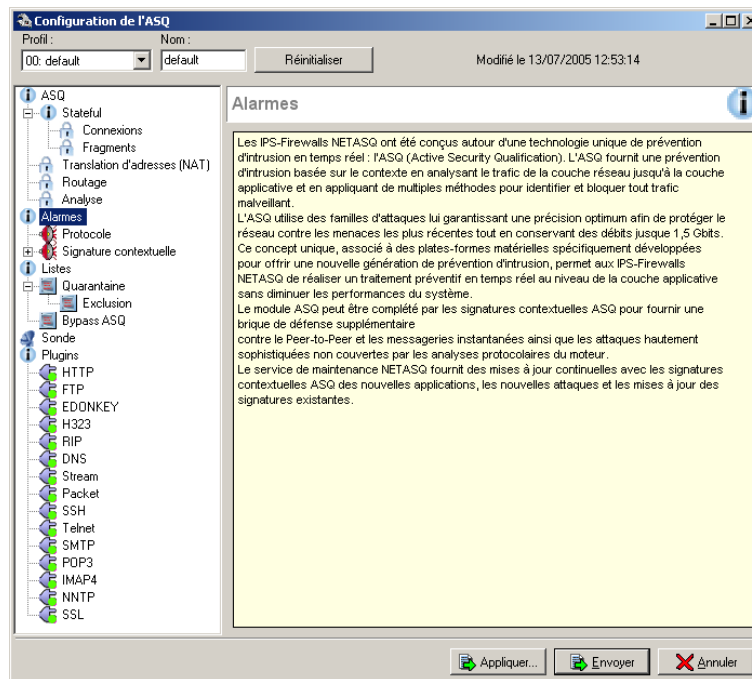 Configuration de l'ASQ
Profil :
Nom :
00: default
default
Réinitialiser
Modifié le 13/07/2005 12:53:14
ASQ
Stateful
Connexions
Fragments
Translation d'adresses (NAT)
Routage
Analyse
Alarmes
Protocole
Signature contextuelle
Listes
Quarantaine
Exclusion
Bypass ASQ
Sonde
Plugins
HTTP
FTP
EDONKEY
H323
RIP
DNS
Stream
Packet
SSH
Telnet
SMTP
POP3
IMAP4
NNTP
SSL
Alarmes
Les IPS-Firewalls NETASQ ont été conçus autour d'une technologie unique de prévention
d'intrusion en temps réel : l'ASQ (Active Security Qualification). L'ASQ fournit une prévention
d'intrusion basée sur le contexte en analysant le trafic de la couche réseau jusqu'à la couche
applicative et en appliquant de multiples méthodes pour identifier et bloquer tout trafic
malveillant.
L'ASQ utilise des familles d'attaques lui garantissant une précision optimum afin de protéger le
réseau contre les menaces les plus récentes tout en conservant des débits jusque 1,5 Gbits.
Ce concept unique, associé à des plates-formes matérielles spécifiquement développées
pour offrir une nouvelle génération de prévention d'intrusion, permet aux IPS-Firewalls
NETASQ de réaliser un traitement préventif en temps réel au niveau de la couche applicative
sans diminuer les performances du système.
Le module ASQ peut être complété par les signatures contextuelles ASQ pour fournir une
brique de défense supplémentaire
contre le Peer-to-Peer et les messageries instantanées ainsi que les attaques hautement
sophistiquées non couvertes par les analyses protocolaires du moteur.
Le service de maintenance NETASQ fournit des mises à jour continuelles avec les signatures
contextuelles ASQ des nouvelles applications, les nouvelles attaques et les mises à jour des
signatures existantes.
Appliquer...
Envoyer
Annuler